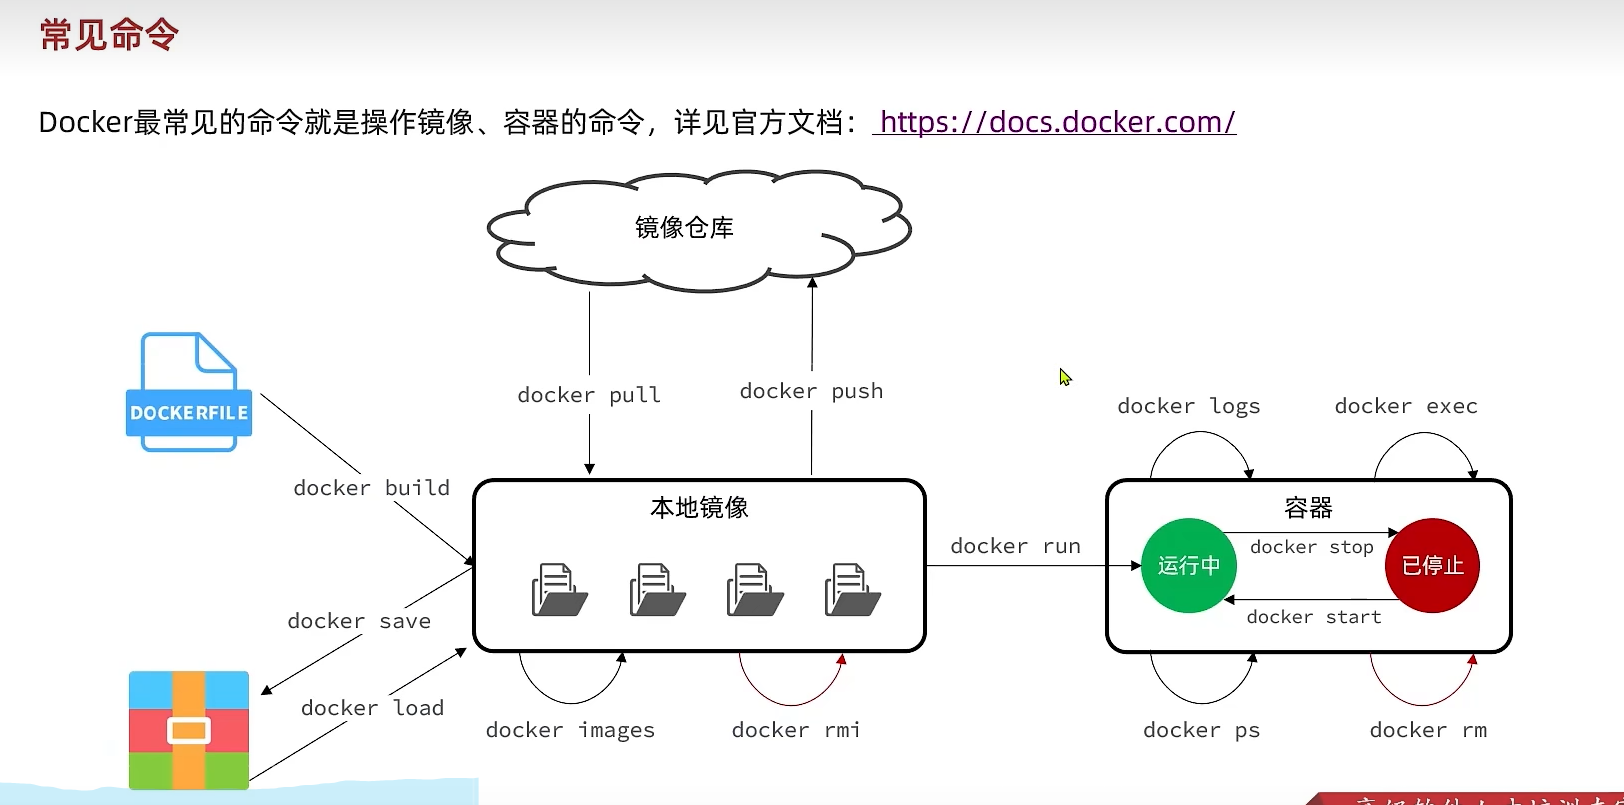 常见命令
Docker最常见的命令就是操作镜像、容器的命令，详见官方文档： https://docs.docker.com/
镜像仓库
DOCKERFILE
docker pull
docker push
docker logs
docker exec
docker build
本地镜像
容器
docker run
运行中
docker stop
已停止
docker start
docker save
docker load
docker images
docker rmi
docker ps
docker rm